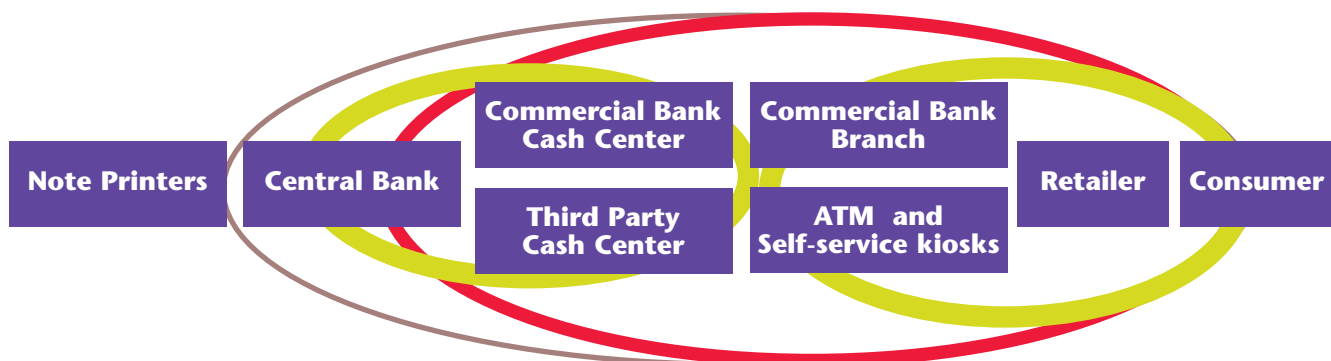 Note Printers
Central Bank
Commercial Bank
Cash Center
Third Party
Cash Center
Commercial Bank
Branch
ATM and
Self-service kiosks
Retailer
Consumer